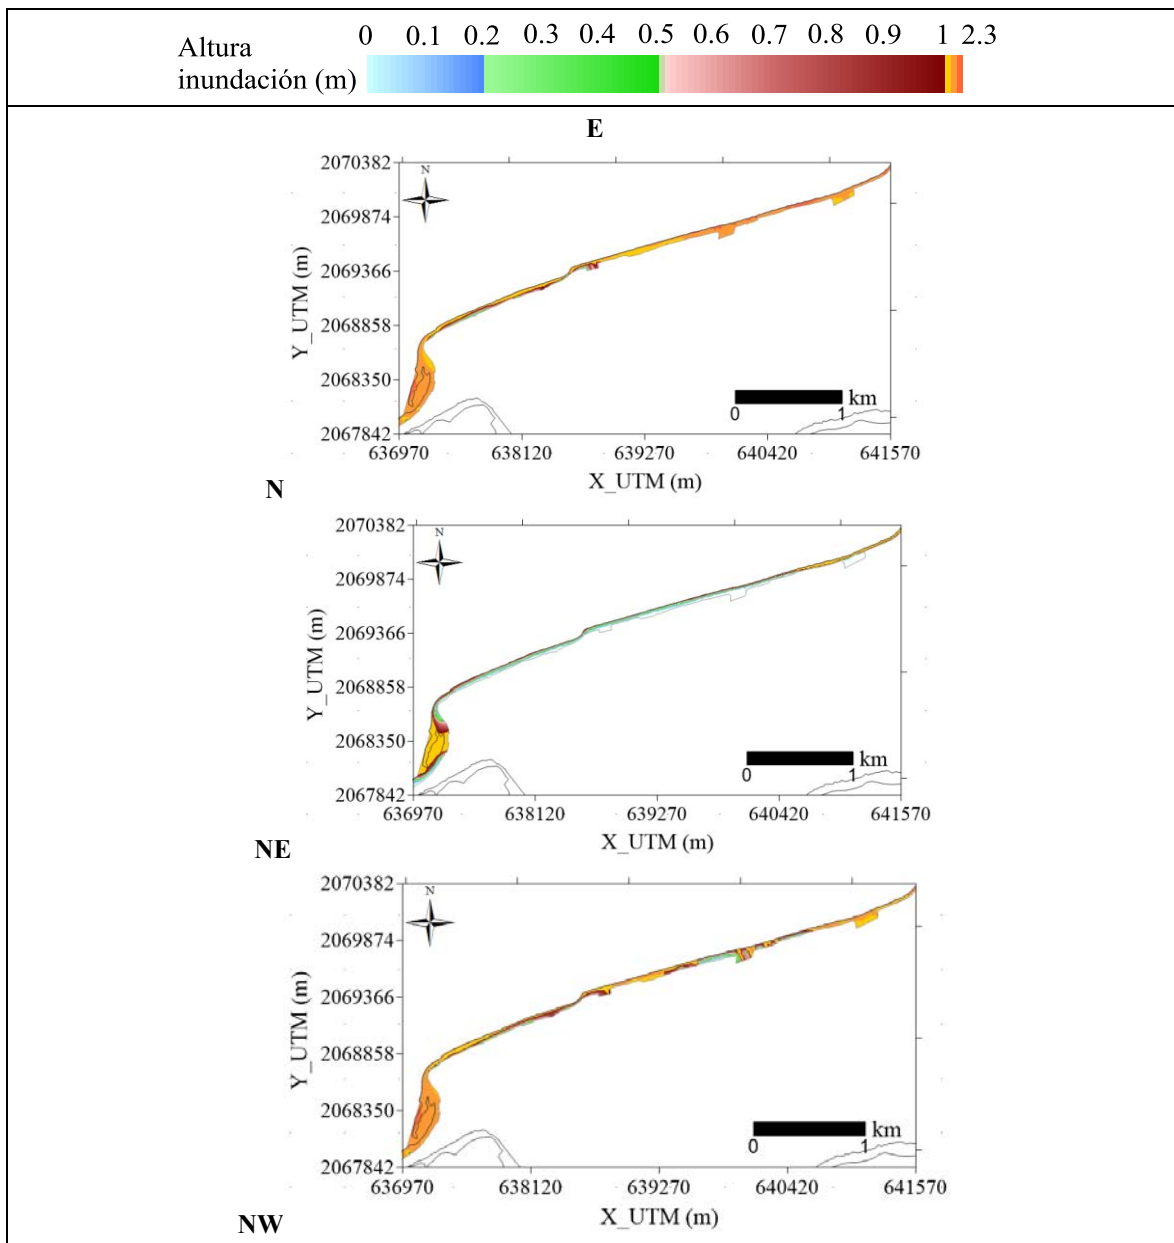 0 0.1 0.2 0.3 0.4 0.5 0.6 0.7 0.8 0.9 1 2.3
Altura
inundación (m)
E
2070382
N
2069874
2069366
2068858
2068350
2067842
Y_UTM (m)
km
0 1
636970 638120 639270 640420 641570
X_UTM (m)
N
2070382
N
2069874
2069366
2068858
2068350
2067842
Y_UTM (m)
km
0 1
636970 638120 639270 640420 641570
X_UTM (m)
NE
2070382
N
2069874
2069366
2068858
2068350
2067842
Y_UTM (m)
km
0 1
636970 638120 639270 640420 641570
X_UTM (m)
NW